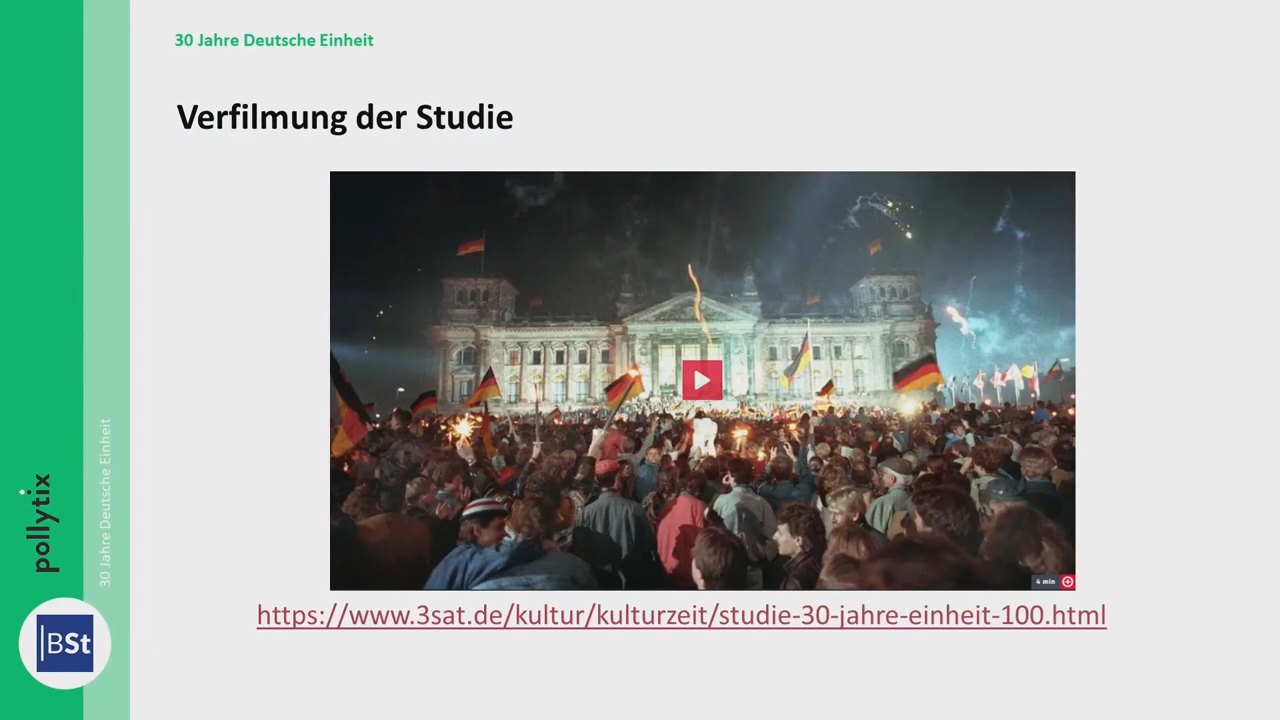 30 Jahre Deutsche Einheit
Verfilmung der Studie
4 min
https://www.3sat.de/kultur/kulturzeit/studie-30-jahre-einheit-100.html
30 Jahre Deutsche Einheit
pollytix
BSt